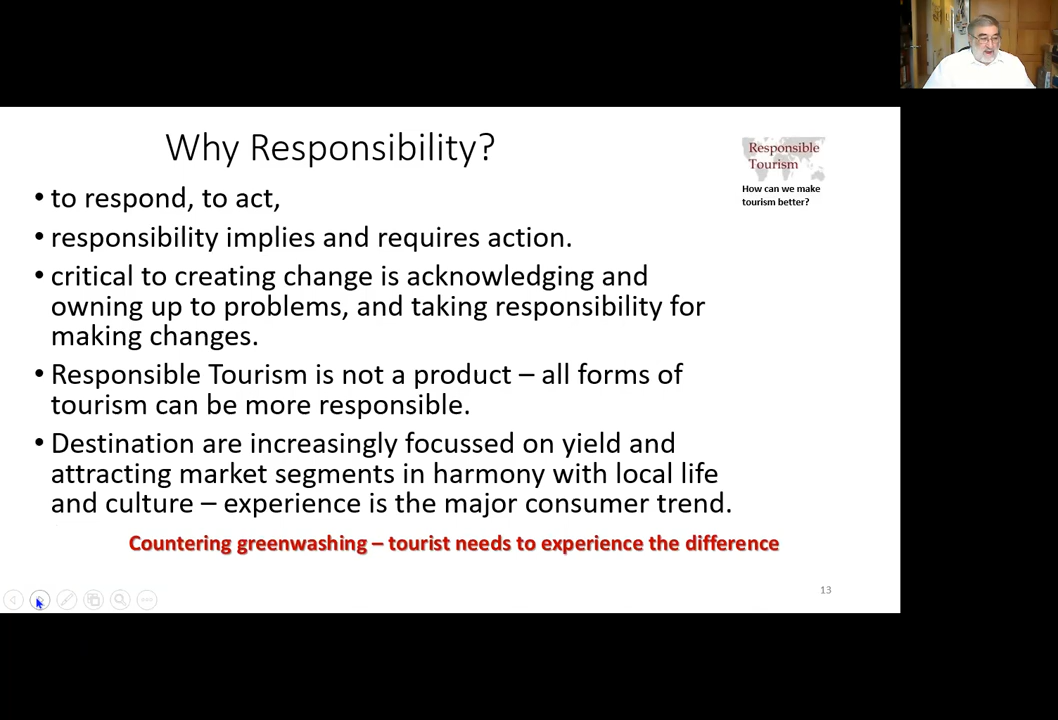 Why Responsibility?
Responsible
Tourism
How can we make
tourism better?
• to respond, to act,
• responsibility implies and requires action.
• critical to creating change is acknowledging and
owning up to problems, and taking responsibility for
making changes.
• Responsible Tourism is not a product – all forms of
tourism can be more responsible.
• Destination are increasingly focussed on yield and
attracting market segments in harmony with local life
and culture – experience is the major consumer trend.
Countering greenwashing – tourist needs to experience the difference
13